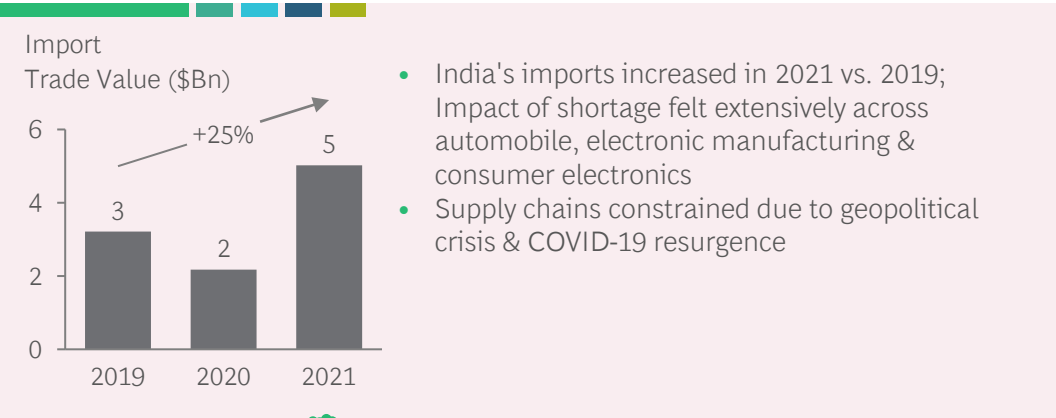 Import
Trade Value ($Bn)
6
4
2
0
+25%
3
2
5
2019
2020
2021
• India's imports increased in 2021 vs. 2019;
Impact of shortage felt extensively across
automobile, electronic manufacturing &
consumer electronics
• Supply chains constrained due to geopolitical
crisis & COVID-19 resurgence